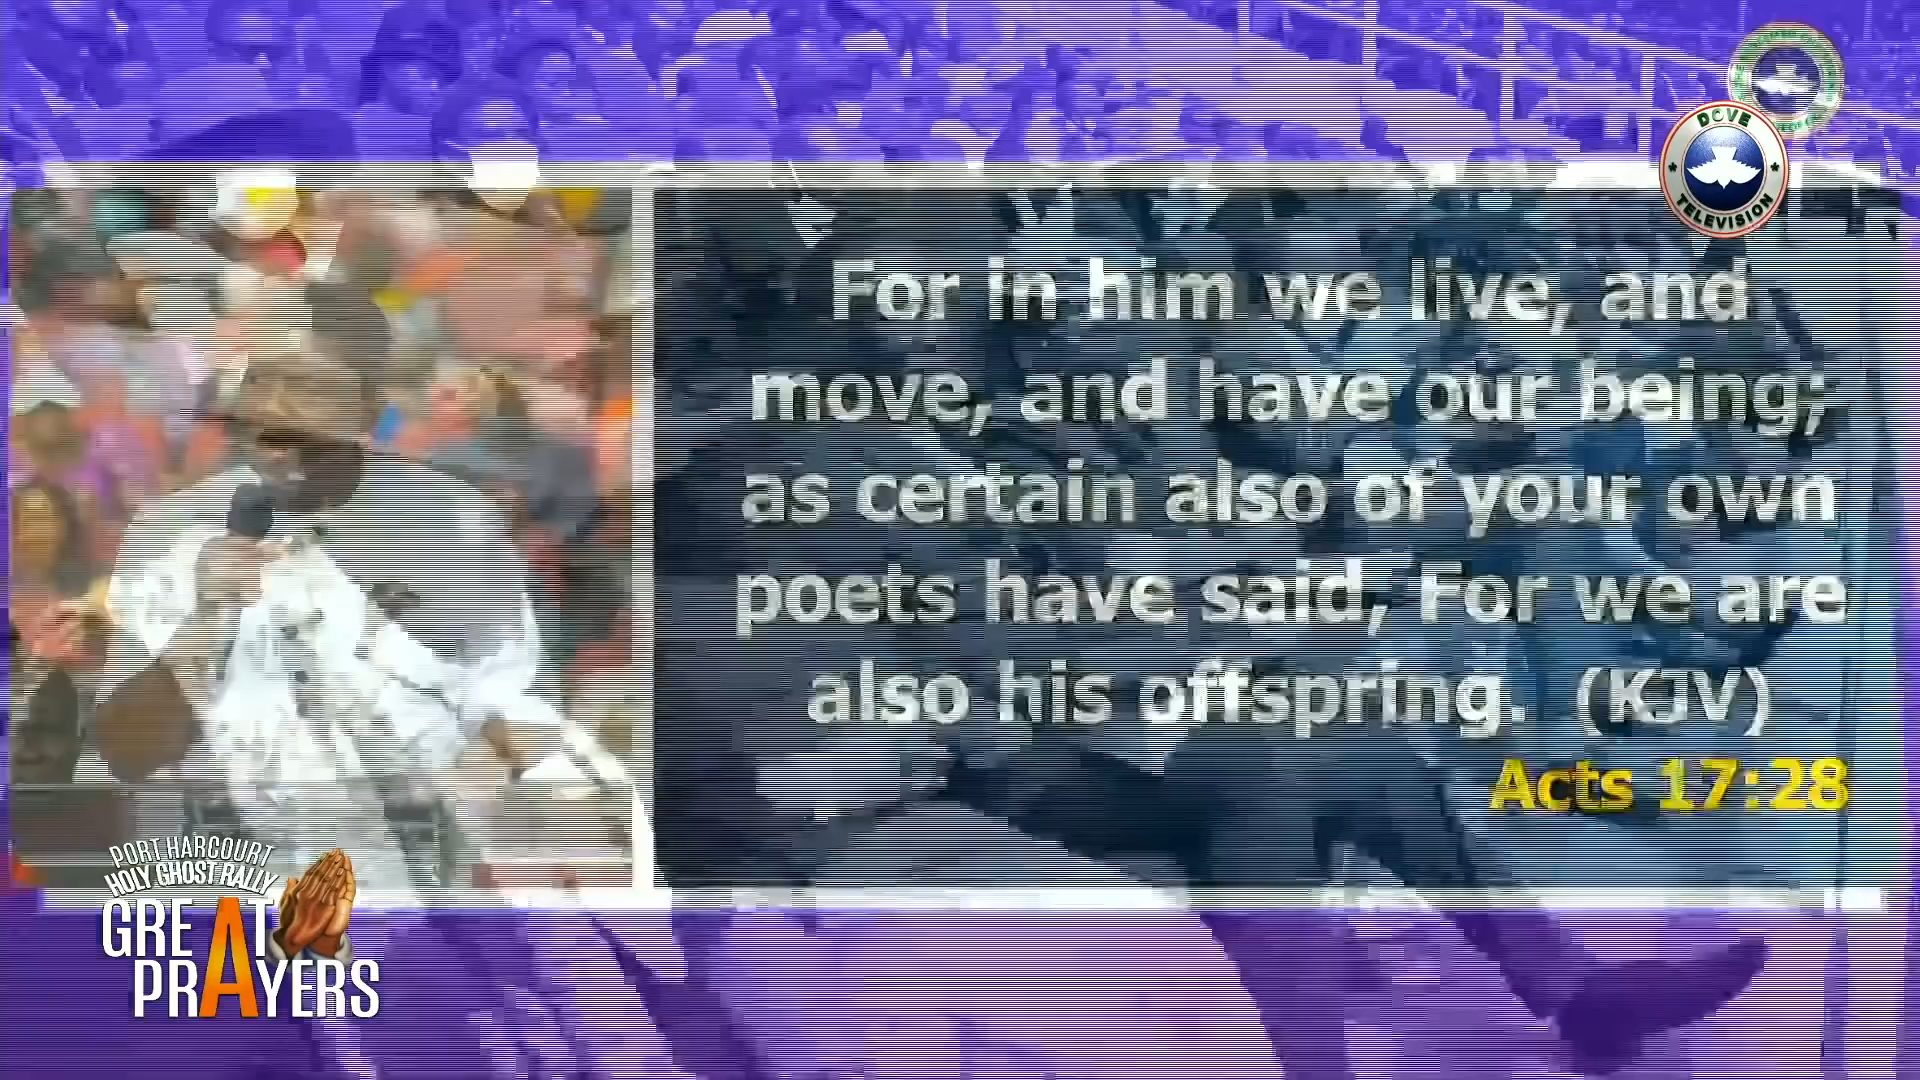 DOVE
TELEVISION
For in him we live, and
move, and have our being;
as certain also of your own
poets have said, For we are
also his offspring. (KJV)
Acts 17:28
PORT HARCOURT
HOLY GHOST RALLY
GREAT
PRAYERS